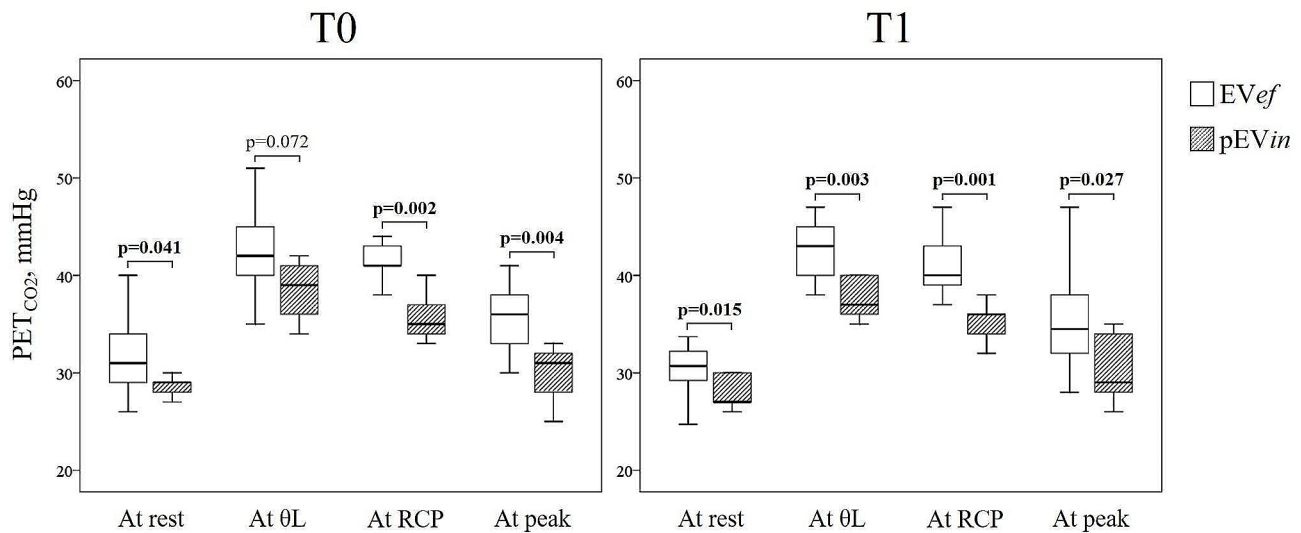 T0
T1
60
50
40
30
20
PET_CO2, mmHg
p=0.041
p=0.072
p=0.002
p=0.004
At rest
At θL
At RCP
At peak
60
50
40
30
20
p=0.015
p=0.003
p=0.001
p=0.027
At rest
At θL
At RCP
At peak
EVef
pEVin